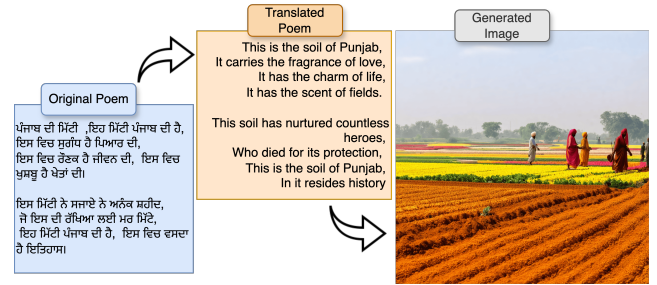 Original Poem
ਪੰਜਾਬ ਦੀ ਮਿੱਟੀ ,ਇਹ ਮਿੱਟੀ ਪੰਜਾਬ ਦੀ ਹੈ,
ਇਸ ਵਿਚ ਸੁਗੰਧ ਹੈ ਪਿਆਰ ਦੀ,
ਇਸ ਵਿਚ ਰੌਣਕ ਹੈ ਜੀਵਨ ਦੀ, ਇਸ ਵਿਚ
ਖੁਸ਼ਬੂ ਹੈ ਖੇਤਾਂ ਦੀ।
ਇਸ ਮਿੱਟੀ ਨੇ ਸਜਾਏ ਨੇ ਅਨੇਕ ਸ਼ਹੀਦ,
ਜੋ ਇਸ ਦੀ ਰੱਖਿਆ ਲਈ ਮਰ ਮਿੱਟੇ,
ਇਹ ਮਿੱਟੀ ਪੰਜਾਬ ਦੀ ਹੈ, ਇਸ ਵਿਚ ਵਸਦਾ
ਹੈ ਇਤਿਹਾਸ।
Translated
Poem
This is the soil of Punjab,
It carries the fragrance of love,
It has the charm of life,
It has the scent of fields.
This soil has nurtured countless
heroes,
Who died for its protection,
This is the soil of Punjab,
In it resides history
Generated
Image